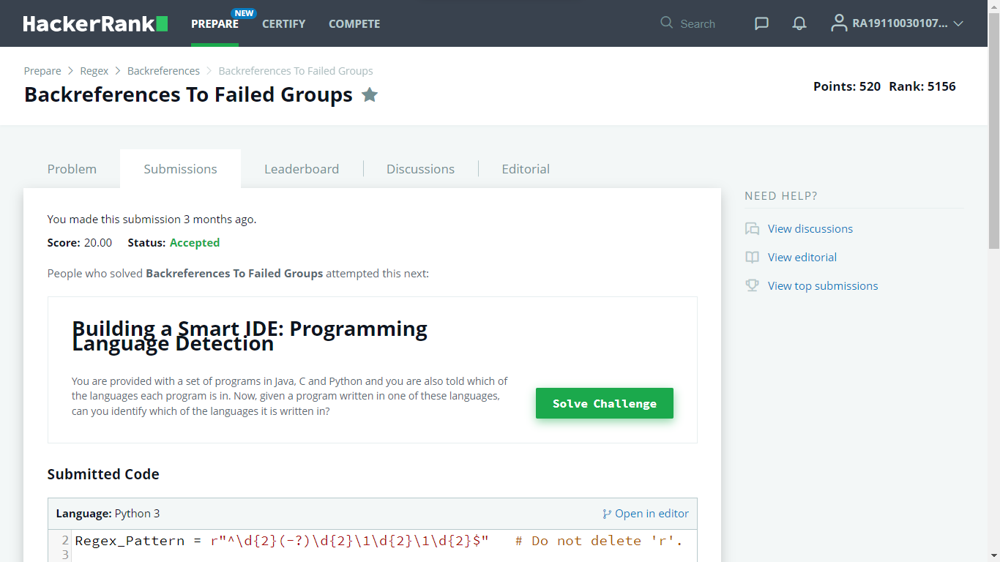 HackerRank
PREPARE
NEW
CERTIFY
COMPETE
Search
RA19110030107...
Prepare > Regex > Backreferences > Backreferences To Failed Groups
Backreferences To Failed Groups
Points: 520 Rank: 5156
Problem
Submissions
Leaderboard
Discussions
Editorial
You made this submission 3 months ago.
Score: 20.00 Status: Accepted
People who solved Backreferences To Failed Groups attempted this next:
Building a Smart IDE: Programming
Language Detection
You are provided with a set of programs in Java, C and Python and you are also told which of
the languages each program is in. Now, given a program written in one of these languages,
can you identify which of the languages it is written in?
Solve Challenge
Submitted Code
Language: Python 3
Open in editor
2 Regex_Pattern = r"^\d{2}(-?)\d{2}\1\d{2}\1\d{2}$" # Do not delete 'r'.
3
NEED HELP?
View discussions
View editorial
View top submissions